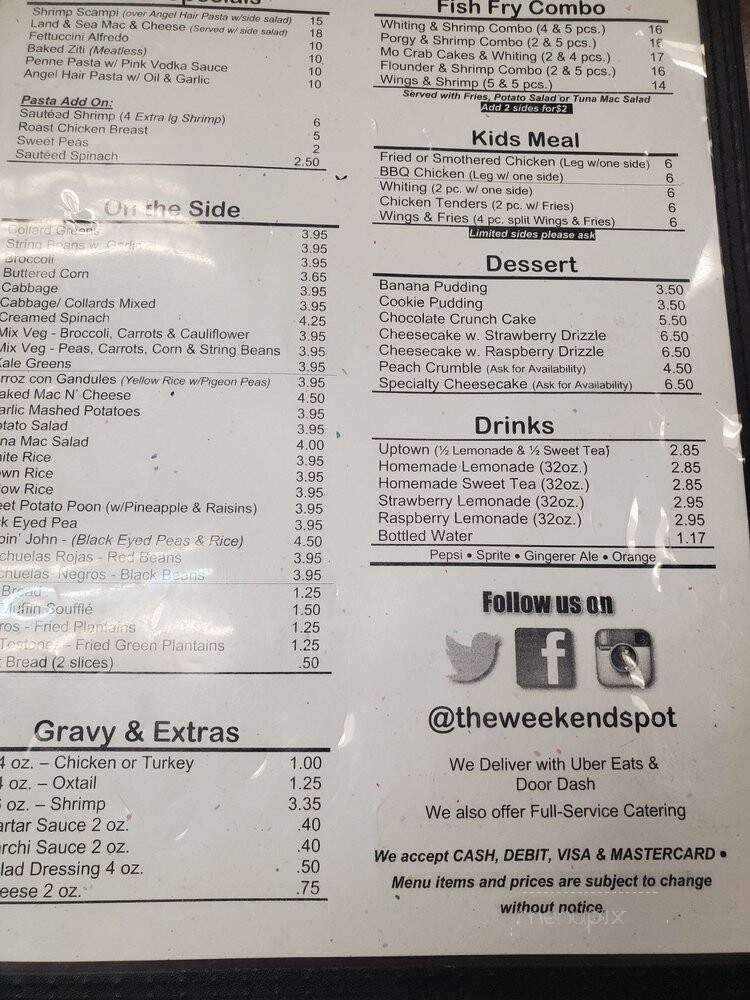 Shrimp Scampi (over Angel Hair Pasta w/side salad) 15
Land & Sea Mac & Cheese (Served w/ side salad) 18
Fettuccini Alfredo 10
Baked Ziti (Meatless) 10
Penne Pasta w/ Pink Vodka Sauce 10
Angel Hair Pasta w/ Oil & Garlic 10
Pasta Add On:
Sautéed Shrimp (4 Extra lg Shrimp) 6
Roast Chicken Breast 5
Sweet Peas 2
Sautéed Spinach 2.50
On the Side
Collard Greens 3.95
String Beans w. Garlic 3.95
Broccoli 3.95
Buttered Corn 3.65
Cabbage 3.95
Cabbage/ Collards Mixed 3.95
Creamed Spinach 4.25
Mix Veg - Broccoli, Carrots & Cauliflower 3.95
Mix Veg - Peas, Carrots, Corn & String Beans 3.95
Kale Greens 3.95
rroz con Gandules (Yellow Rice w/Pigeon Peas) 3.95
aked Mac N' Cheese 4.50
arlic Mashed Potatoes 3.95
otato Salad 3.95
na Mac Salad 4.00
ite Rice 3.95
own Rice 3.95
ow Rice 3.95
eet Potato Poon (w/Pineapple & Raisins) 3.95
k Eyed Pea 3.95
pin' John - (Black Eyed Peas & Rice) 4.50
chuelas Rojas - Red Beans 3.95
chuelas Negros - Black Beans 3.95
Bread 1.25
Muffin Soufflé 1.50
ros - Fried Plantains 1.25
Tostones - Fried Green Plantains 1.25
Bread (2 slices) .50
Gravy & Extras
4 oz. – Chicken or Turkey 1.00
4 oz. – Oxtail 1.25
oz. – Shrimp 3.35
artar Sauce 2 oz. .40
archi Sauce 2 oz. .40
lad Dressing 4 oz. .50
eese 2 oz. .75
Fish Fry Combo
Whiting & Shrimp Combo (4 & 5 pcs.) 16
Porgy & Shrimp Combo (2 & 5 pcs.) 16
Mo Crab Cakes & Whiting (2 & 4 pcs.) 17
Flounder & Shrimp Combo (2 & 5 pcs.) 16
Wings & Shrimp (5 & 5 pcs.) 14
Served with Fries, Potato Salad or Tuna Mac Salad
Add 2 sides for$2
Kids Meal
Fried or Smothered Chicken (Leg w/one side) 6
BBQ Chicken (Leg w/ one side) 6
Whiting (2 pc. w/ one side) 6
Chicken Tenders (2 pc. w/ Fries) 6
Wings & Fries (4 pc. split Wings & Fries) 6
Limited sides please ask
Dessert
Banana Pudding 3.50
Cookie Pudding 3.50
Chocolate Crunch Cake 5.50
Cheesecake w. Strawberry Drizzle 6.50
Cheesecake w. Raspberry Drizzle 6.50
Peach Crumble (Ask for Availability) 4.50
Specialty Cheesecake (Ask for Availability) 6.50
Drinks
Uptown (½ Lemonade & ½ Sweet Tea) 2.85
Homemade Lemonade (32oz.) 2.85
Homemade Sweet Tea (32oz.) 2.85
Strawberry Lemonade (32oz.) 2.95
Raspberry Lemonade (32oz.) 2.95
Bottled Water 1.17
Pepsi • Sprite • Gingerer Ale • Orange
Follow us on
@theweekendspot
We Deliver with Uber Eats &
Door Dash
We also offer Full-Service Catering
We accept CASH, DEBIT, VISA & MASTERCARD •
Menu items and prices are subject to change
without notice.
menupix